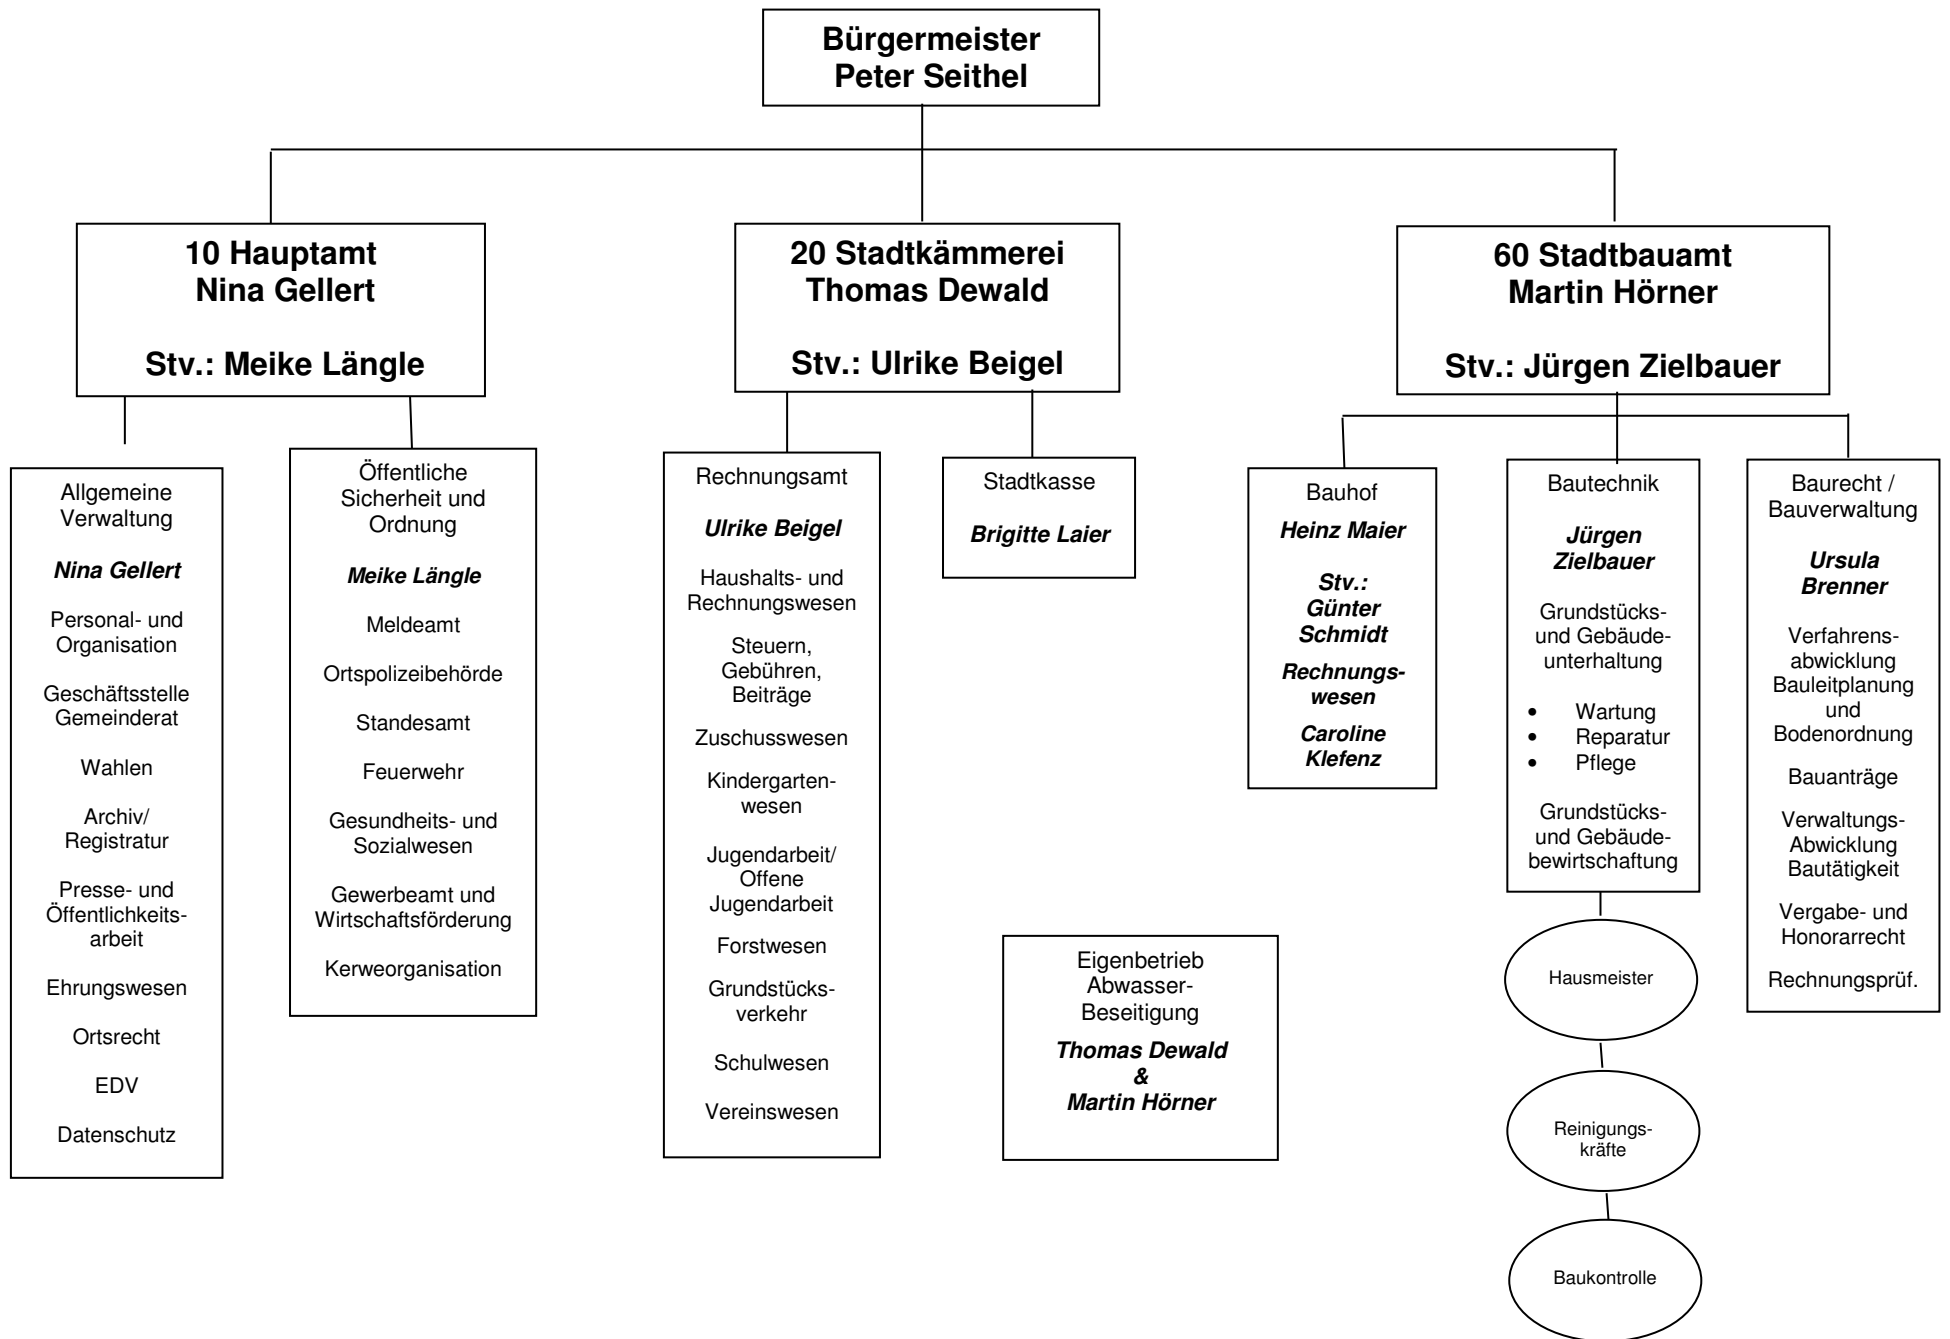 Bürgermeister
Peter Seithel
10 Hauptamt
Nina Gellert
Stv.: Meike Längle
20 Stadtkämmerei
Thomas Dewald
Stv.: Ulrike Beigel
60 Stadtbauamt
Martin Hörner
Stv.: Jürgen Zielbauer
Allgemeine
Verwaltung
Nina Gellert
Personal- und
Organisation
Geschäftsstelle
Gemeinderat
Wahlen
Archiv/
Registratur
Presse- und
Öffentlichkeits-
arbeit
Ehrungswesen
Ortsrecht
EDV
Datenschutz
Öffentliche
Sicherheit und
Ordnung
Meike Längle
Meldeamt
Ortspolizeibehörde
Standesamt
Feuerwehr
Gesundheits- und
Sozialwesen
Gewerbeamt und
Wirtschaftsförderung
Kerweorganisation
Rechnungsamt
Ulrike Beigel
Haushalts- und
Rechnungswesen
Steuern,
Gebühren,
Beiträge
Zuschusswesen
Kindergarten-
wesen
Jugendarbeit/
Offene
Jugendarbeit
Forstwesen
Grundstücks-
verkehr
Schulwesen
Vereinswesen
Stadtkasse
Brigitte Laier
Eigenbetrieb
Abwasser-
Beseitigung
Thomas Dewald
&
Martin Hörner
Bauhof
Heinz Maier
Stv.:
Günter
Schmidt
Rechnungs-
wesen
Caroline
Klefenz
Bautechnik
Jürgen
Zielbauer
Grundstücks-
und Gebäude-
unterhaltung
• Wartung
• Reparatur
• Pflege
Grundstücks-
und Gebäude-
bewirtschaftung
Hausmeister
Reinigungs-
kräfte
Baukontrolle
Baurecht /
Bauverwaltung
Ursula
Brenner
Verfahrens-
abwicklung
Bauleitplanung
und
Bodenordnung
Bauanträge
Verwaltungs-
Abwicklung
Bautätigkeit
Vergabe- und
Honorarrecht
Rechnungsprüf.